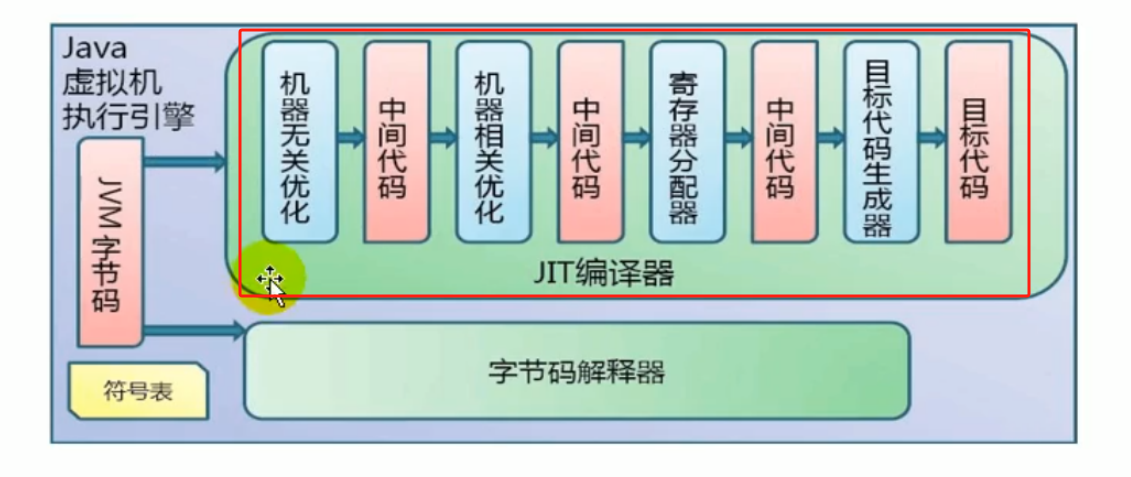 Java
虚拟机
执行引擎
JVM字节码
符号表
机器无关优化
中间代码
机器相关优化
中间代码
寄存器分配器
中间代码
目标代码生成器
目标代码
JIT编译器
字节码解释器